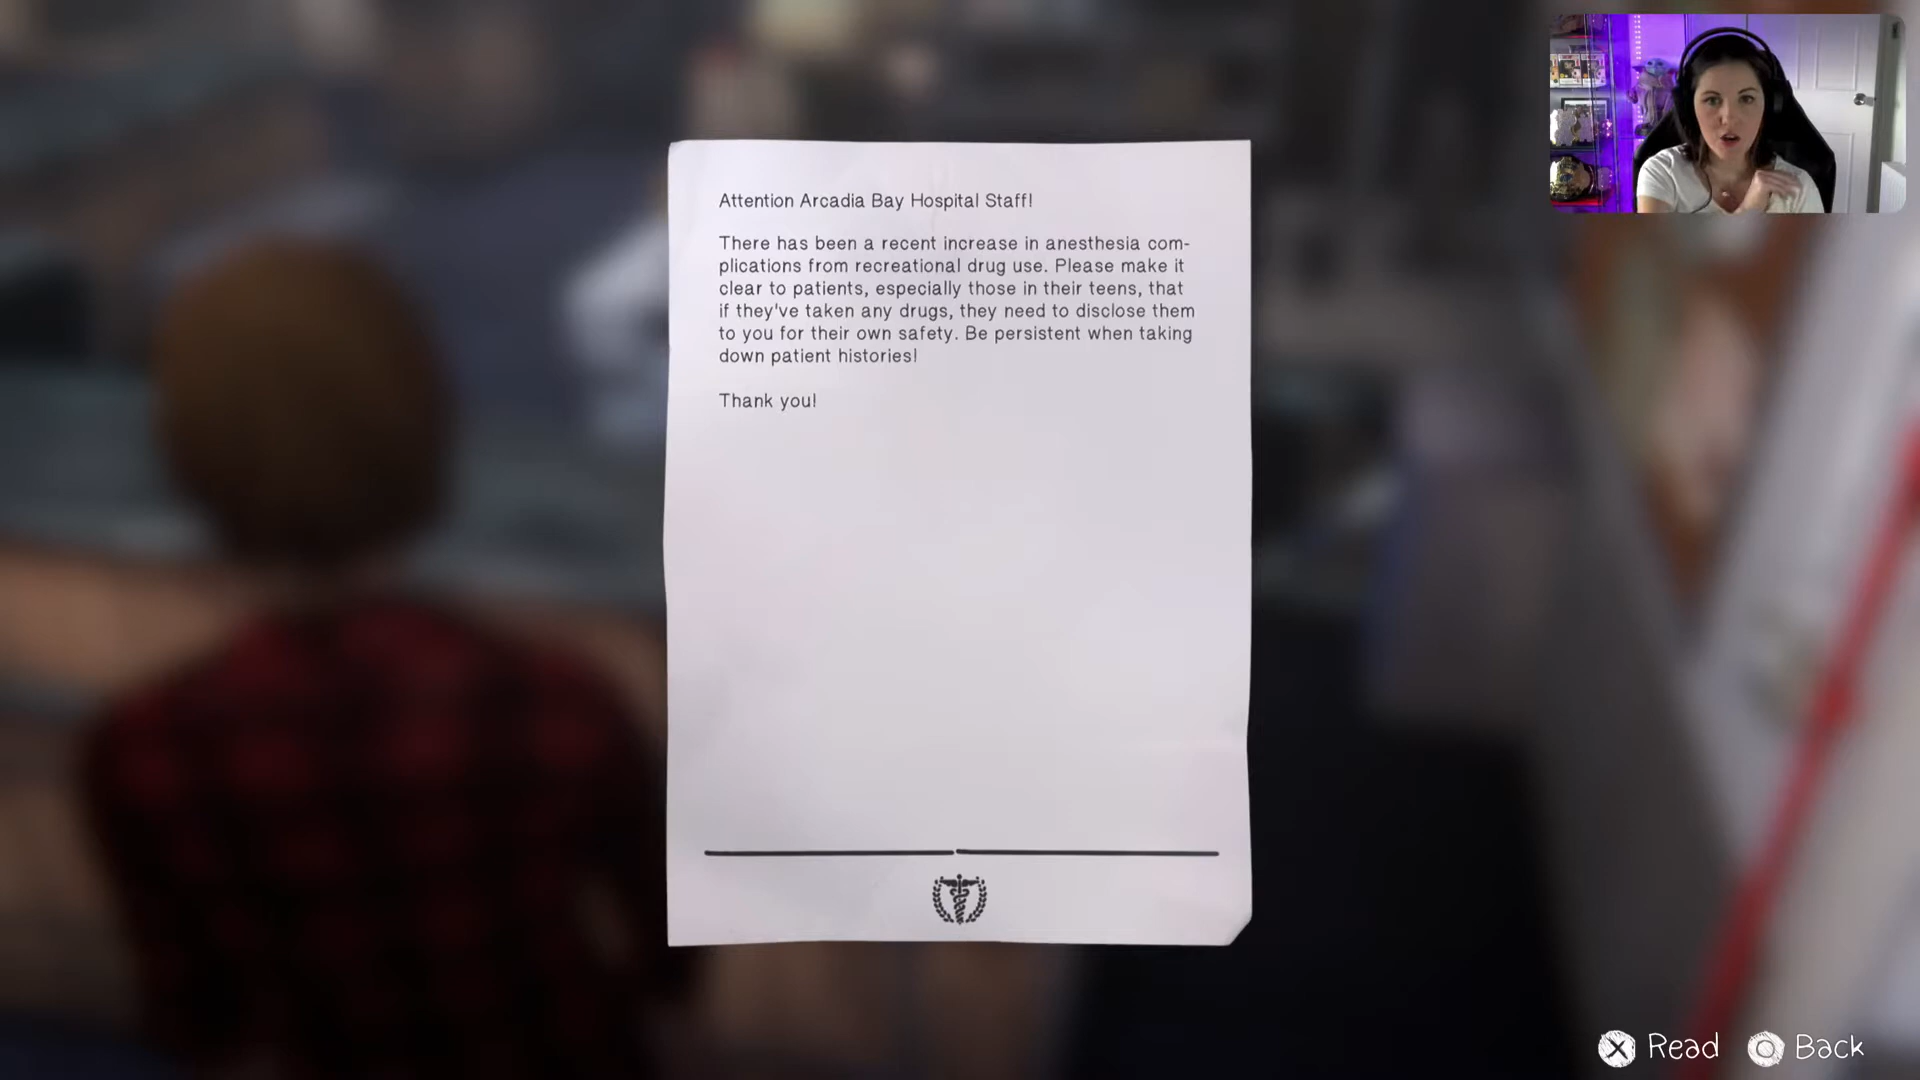 Attention Arcadia Bay Hospital Staff!
There has been a recent increase in anesthesia com-
plications from recreational drug use. Please make it
clear to patients, especially those in their teens, that
if they've taken any drugs, they need to disclose them
to you for their own safety. Be persistent when taking
down patient histories!
Thank you!
Read
Back